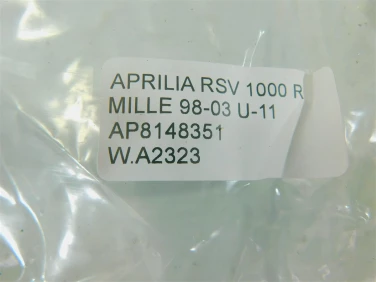 APRILIA RSV 1000 R
MILLE 98-03 U-11
AP8148351
W.A2323